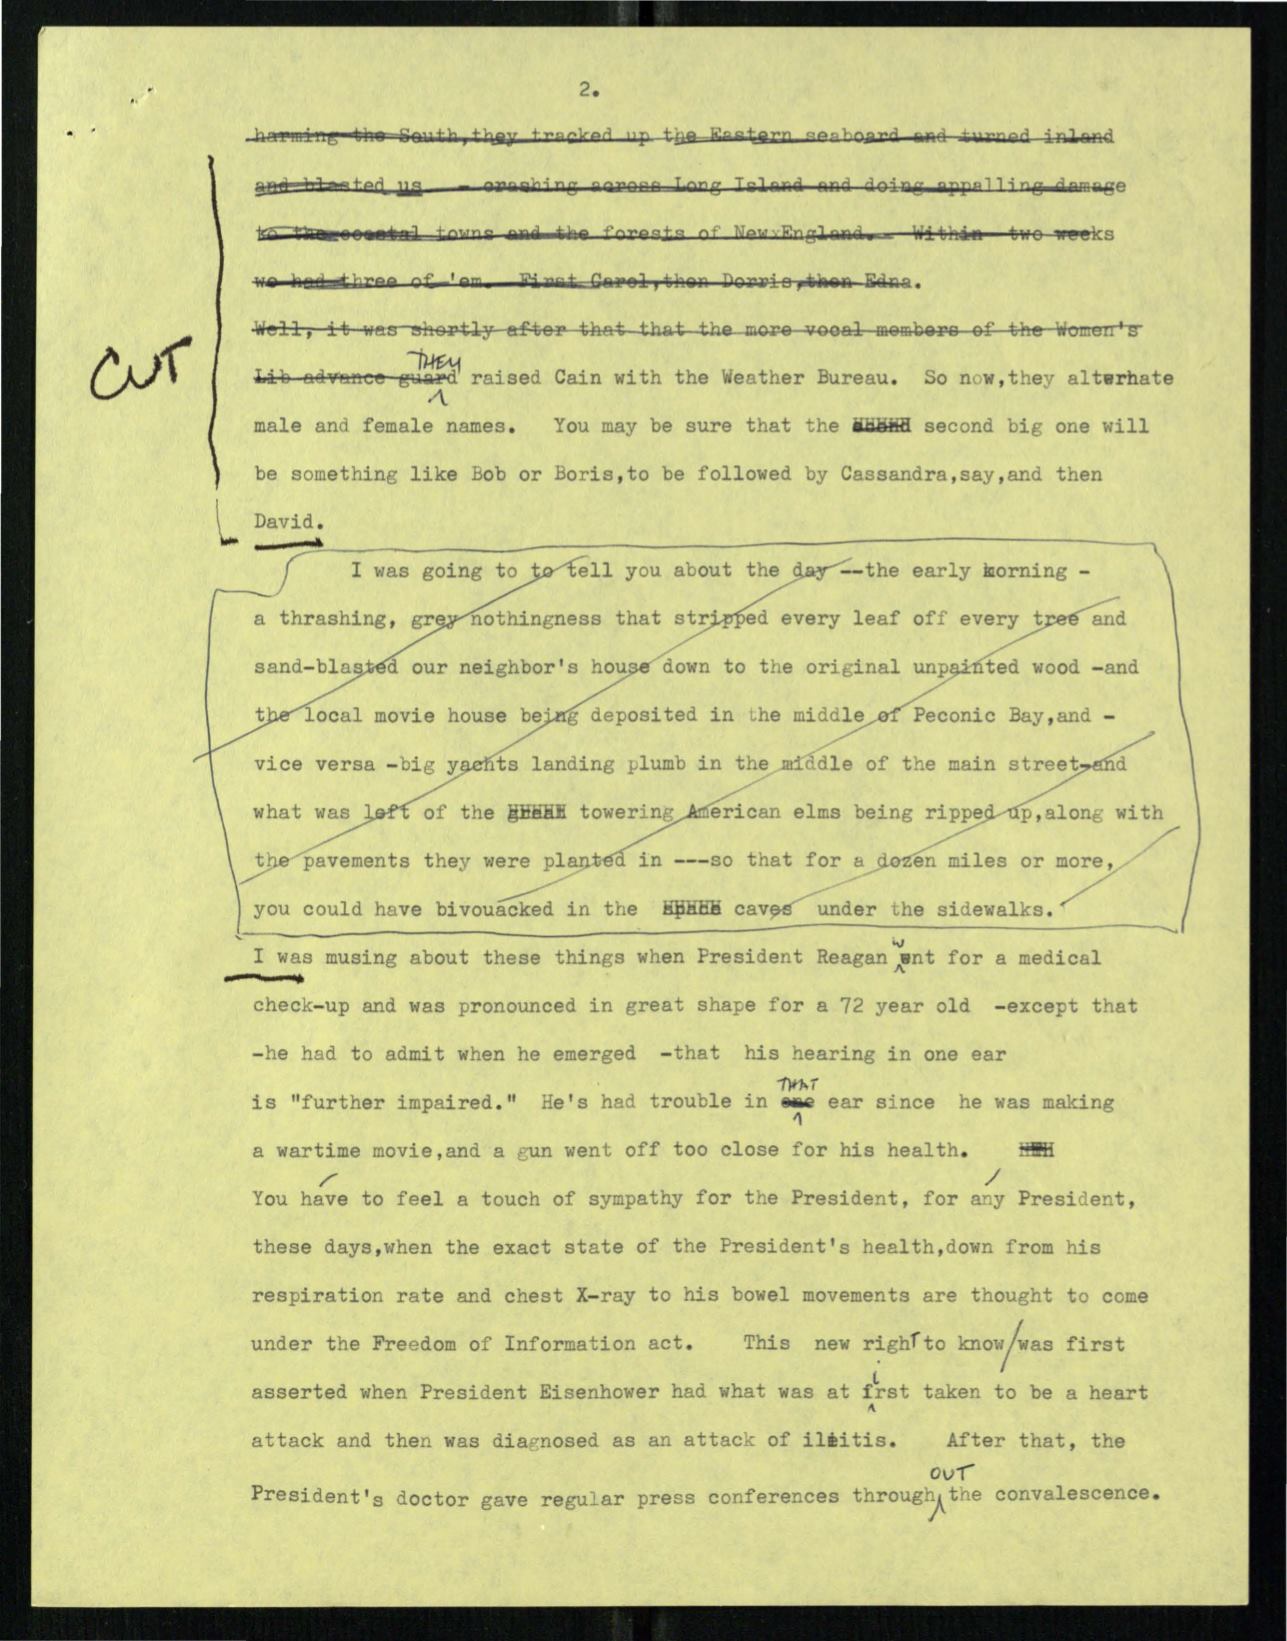 2.
harming the South,they tracked up the Eastern seaboard and turned inland
and blasted us - crashing across Long Island and doing appalling damage
to the coastal towns and the forests of NewxEngland. - Within two weeks
we had three of 'em. First Carol,then Dorris,then Edna.
Well, it was shortly after that that the more vocal members of the Women's
THEY
Lib advance guard raised Cain with the Weather Bureau. So now,they alternate
CUT
male and female names. You may be sure that the second big one will
be something like Bob or Boris,to be followed by Cassandra,say,and then
David.
I was going to to tell you about the day --the early morning -
a thrashing, grey nothingness that stripped every leaf off every tree and
sand-blasted our neighbor's house down to the original unpainted wood -and
the local movie house being deposited in the middle of Peconic Bay,and -
vice versa -big yachts landing plumb in the middle of the main street-and
what was left of the towering American elms being ripped up,along with
the pavements they were planted in ---so that for a dozen miles or more,
you could have bivouacked in the caves under the sidewalks.
I was musing about these things when President Reagan went for a medical
check-up and was pronounced in great shape for a 72 year old -except that
-he had to admit when he emerged -that his hearing in one ear
THAT
is "further impaired." He's had trouble in one ear since he was making
a wartime movie,and a gun went off too close for his health.
You have to feel a touch of sympathy for the President, for any President,
these days,when the exact state of the President's health,down from his
respiration rate and chest X-ray to his bowel movements are thought to come
under the Freedom of Information act. This new right to know/was first
asserted when President Eisenhower had what was at first taken to be a heart
attack and then was diagnosed as an attack of ileitis. After that, the
OUT
President's doctor gave regular press conferences through the convalescence.